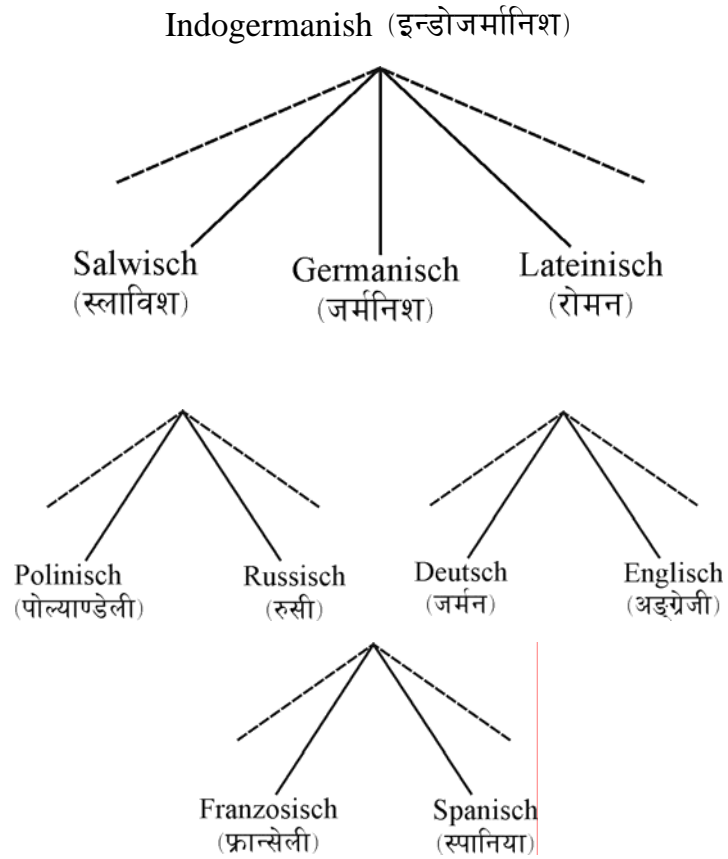 Indogermanish (इन्डोजर्मानिश)
Salwisch
(स्लाविश)
Germanisch
(जर्मनिश)
Lateinisch
(रोमन)
Polinisch
(पोल्याण्डेली)
Russisch
(रुसी)
Deutsch
(जर्मन)
Englisch
(अङ्ग्रेजी)
Franzosisch
(फ्रान्सेली)
Spanisch
(स्पानिया)